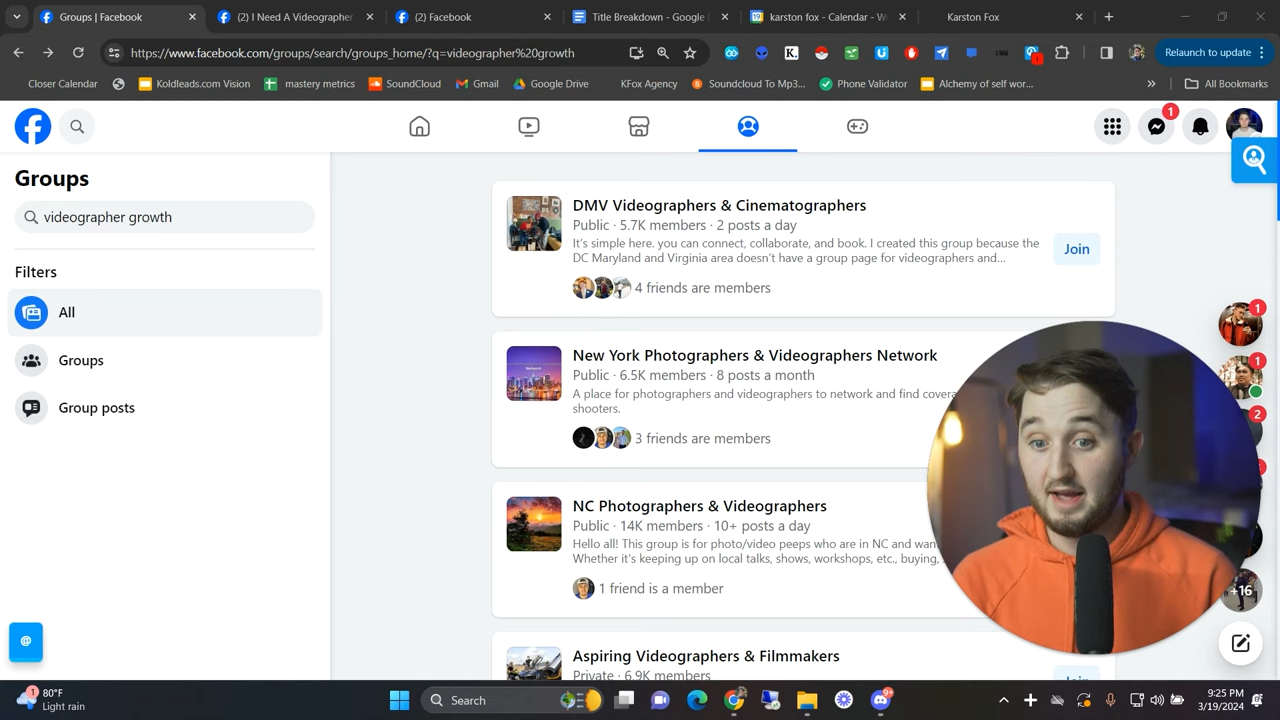 Groups | Facebook
(2) I Need A Videographer
(2) Facebook
Title Breakdown - Google
karston fox - Calendar - W
Karston Fox
https://www.facebook.com/groups/search/groups_home/?q=videographer%20growth
Relaunch to update
Closer Calendar
Koldleads.com Vision
mastery metrics
SoundCloud
Gmail
Google Drive
KFox Agency
Soundcloud To Mp3...
Phone Validator
Alchemy of self wor...
All Bookmarks
1
Groups
videographer growth
Filters
All
Groups
Group posts
DMV Videographers & Cinematographers
Public · 5.7K members · 2 posts a day
It's simple here. you can connect, collaborate, and book. I created this group because the
DC Maryland and Virginia area doesn't have a group page for videographers and...
4 friends are members
Join
New York Photographers & Videographers Network
Public · 6.5K members · 8 posts a month
A place for photographers and videographers to network and find
shooters.
3 friends are members
NC Photographers & Videographers
Public · 14K members · 10+ posts a day
Hello all! This group is for photo/video peeps who are in NC and
Whether it's keeping up on local talks, shows, workshops, etc., buying,
1 friend is a member
Aspiring Videographers & Filmmakers
Private · 6.9K members
Join
1
1
2
+16
@
1
80°F
Light rain
Search
9+
9:25 PM
3/19/2024